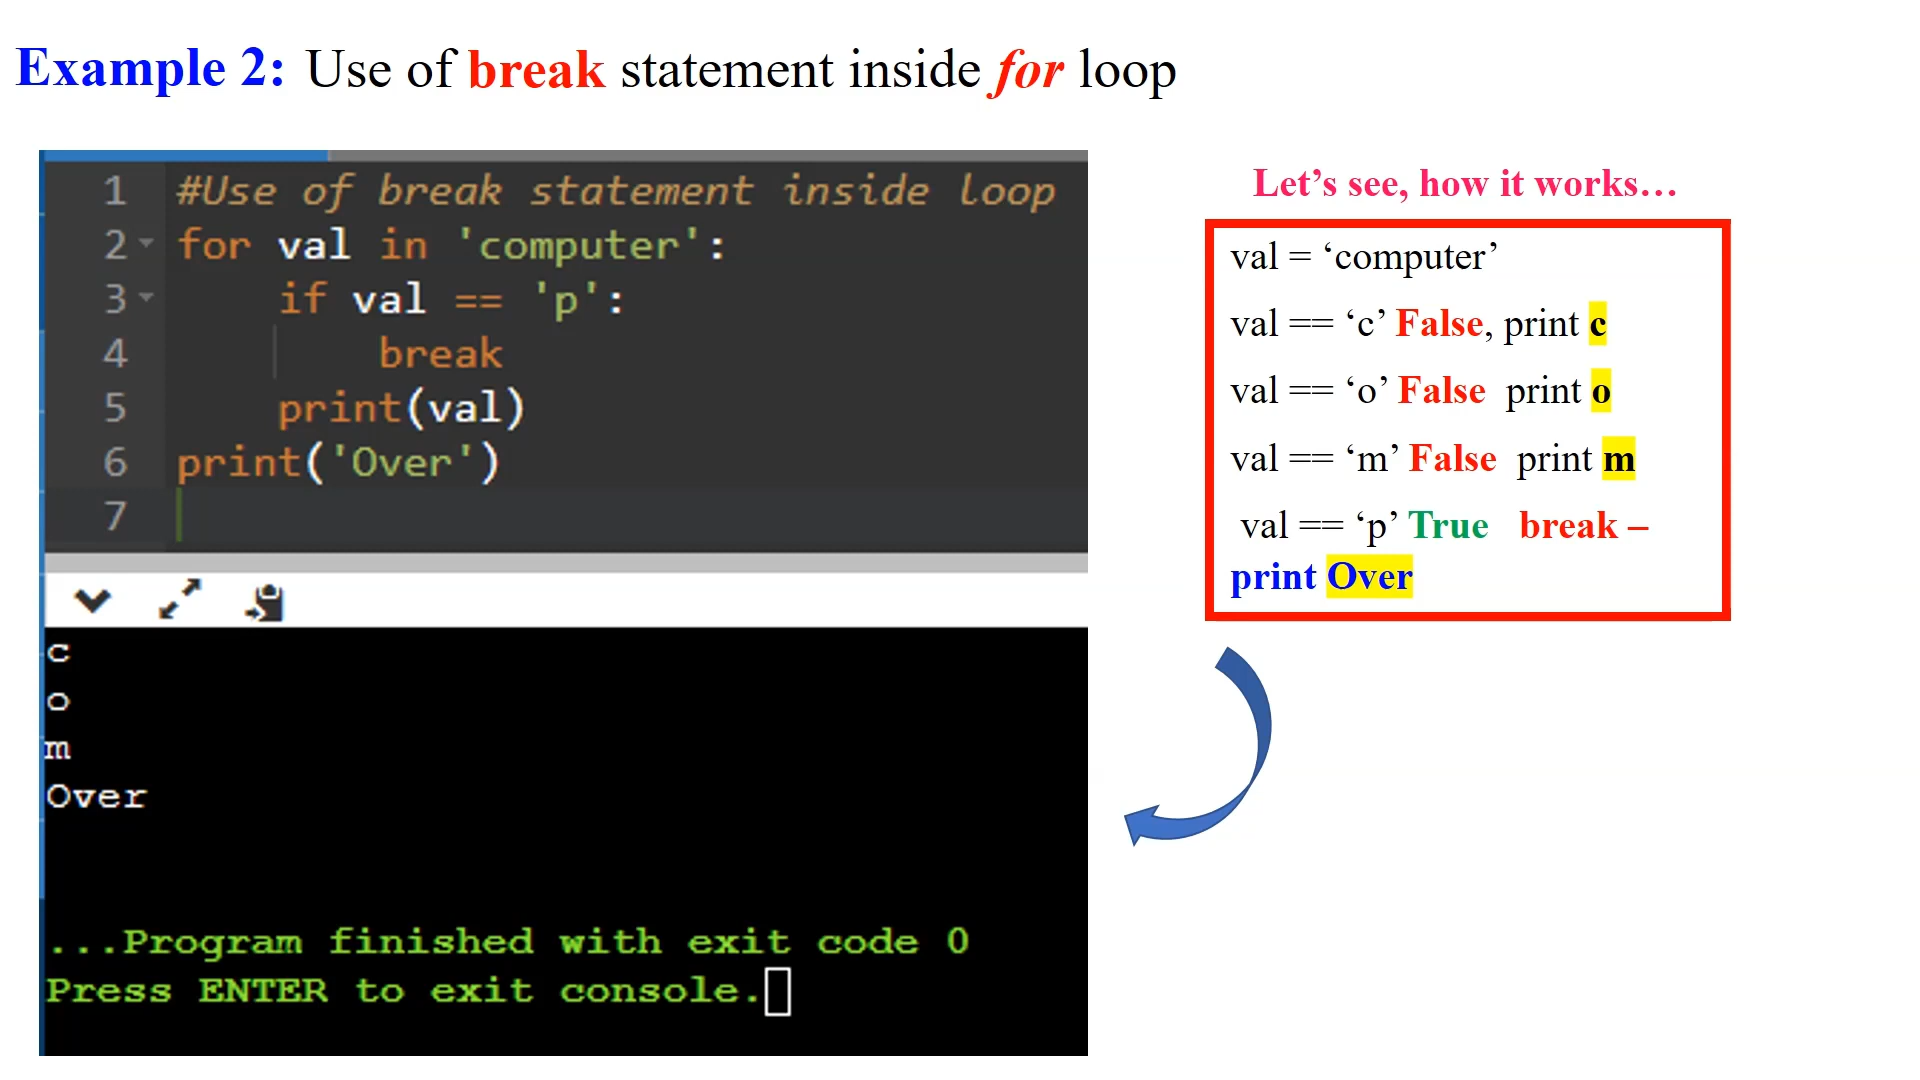 Example 2: Use of break statement inside for loop
1 #Use of break statement inside loop
2 for val in 'computer':
3     if val == 'p':
4         break
5     print(val)
6 print('Over')
7
c
o
m
Over
...Program finished with exit code 0
Press ENTER to exit console.
Let’s see, how it works…
val = ‘computer’
val == ‘c’ False, print c
val == ‘o’ False print o
val == ‘m’ False print m
val == ‘p’ True break –
print Over